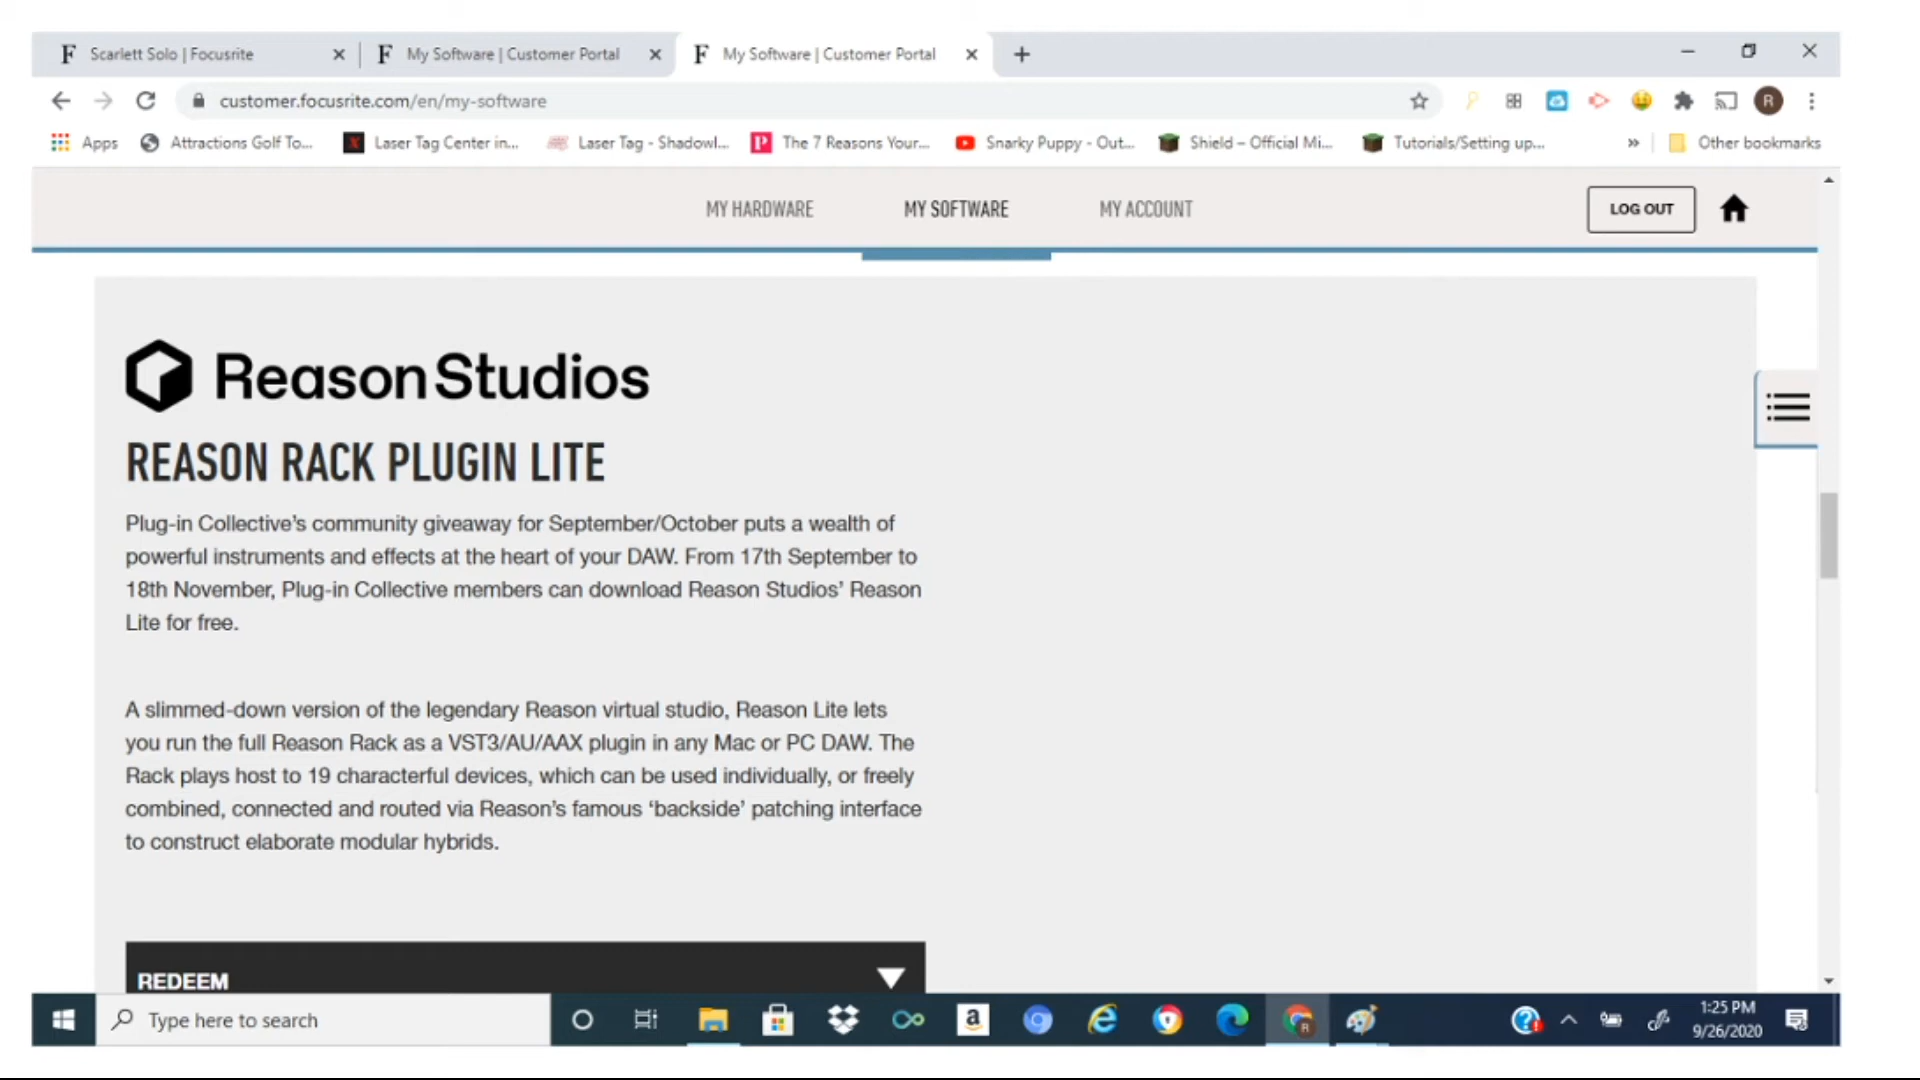 Scarlett Solo | Focusrite
My Software | Customer Portal
My Software | Customer Portal
customer.focusrite.com/en/my-software
R
Apps
Attractions Golf To...
Laser Tag Center in...
Laser Tag - Shadowl...
The 7 Reasons Your...
Snarky Puppy - Out...
Shield – Official Mi...
Tutorials/Setting up...
Other bookmarks
MY HARDWARE
MY SOFTWARE
MY ACCOUNT
LOG OUT
Reason Studios
REASON RACK PLUGIN LITE
Plug-in Collective’s community giveaway for September/October puts a wealth of
powerful instruments and effects at the heart of your DAW. From 17th September to
18th November, Plug-in Collective members can download Reason Studios’ Reason
Lite for free.
A slimmed-down version of the legendary Reason virtual studio, Reason Lite lets
you run the full Reason Rack as a VST3/AU/AAX plugin in any Mac or PC DAW. The
Rack plays host to 19 characterful devices, which can be used individually, or freely
combined, connected and routed via Reason’s famous ‘backside’ patching interface
to construct elaborate modular hybrids.
REDEEM
Type here to search
1:25 PM
9/26/2020